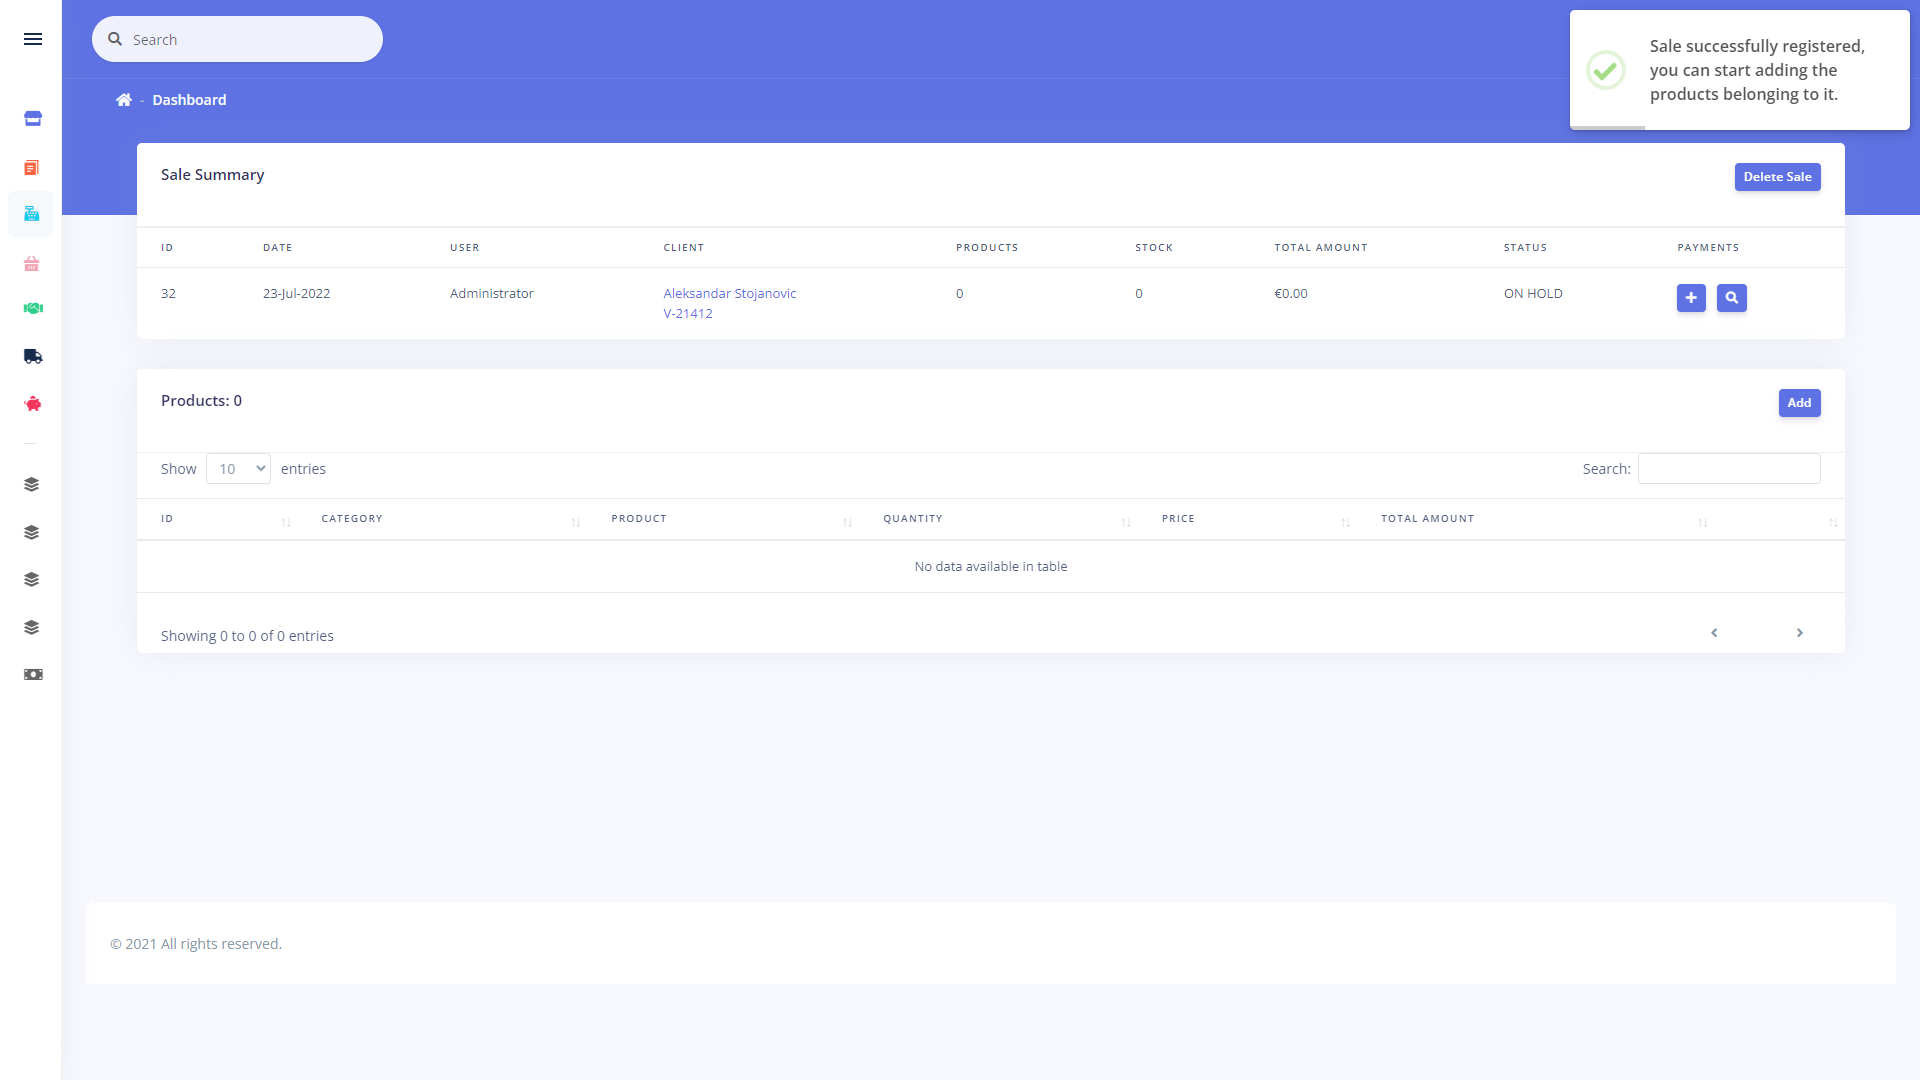 Search
Sale successfully registered,
you can start adding the
products belonging to it.
- Dashboard
Sale Summary
Delete Sale
ID DATE USER CLIENT PRODUCTS STOCK TOTAL AMOUNT STATUS PAYMENTS
32 23-Jul-2022 Administrator Aleksandar Stojanovic 0 0 €0.00 ON HOLD
V-21412
Products: 0
Add
Show 10 entries Search:
ID CATEGORY PRODUCT QUANTITY PRICE TOTAL AMOUNT
No data available in table
Showing 0 to 0 of 0 entries
© 2021 All rights reserved.